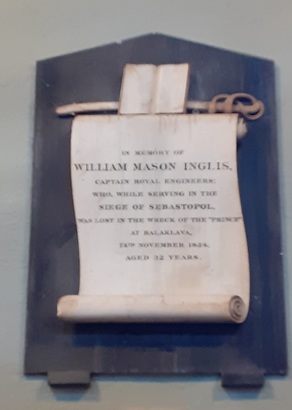 IN MEMORY OF
WILLIAM MASON INGLIS,
CAPTAIN ROYAL ENGINEERS;
WHO, WHILE SERVING IN THE
SIEGE OF SEBASTOPOL,
WAS LOST IN THE WRECK OF THE "PRINCE"
AT BALAKLAVA,
14TH NOVEMBER 1854,
AGED 32 YEARS.